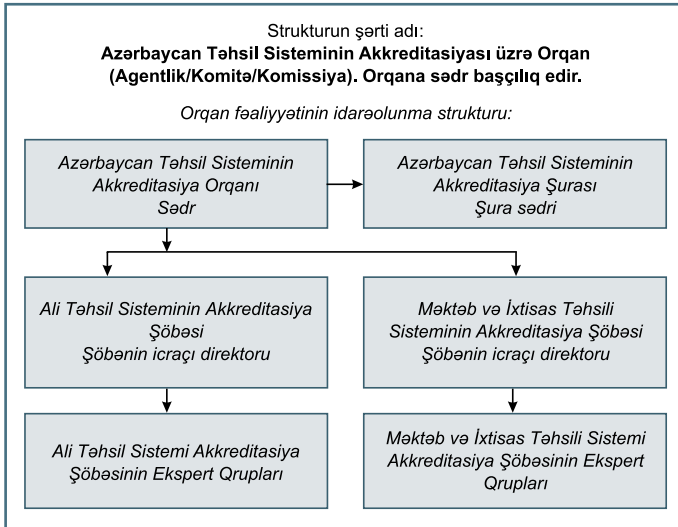 Strukturun şərti adı:
Azərbaycan Təhsil Sisteminin Akkreditasiyası üzrə Orqan
(Agentlik/Komitə/Komissiya). Orqana sədr başçılıq edir.
Orqan fəaliyyətinin idarəolunma strukturu:
Azərbaycan Təhsil Sisteminin
Akkreditasiya Orqanı
Sədr
Azərbaycan Təhsil Sisteminin
Akkreditasiya Şurası
Şura sədri
Ali Təhsil Sisteminin Akkreditasiya
Şöbəsi
Şöbənin icraçı direktoru
Məktəb və İxtisas Təhsili
Sisteminin Akkreditasiya Şöbəsi
Şöbənin icraçı direktoru
Ali Təhsil Sistemi Akkreditasiya
Şöbəsinin Ekspert Qrupları
Məktəb və İxtisas Təhsili Sistemi
Akkreditasiya Şöbəsinin Ekspert
Qrupları